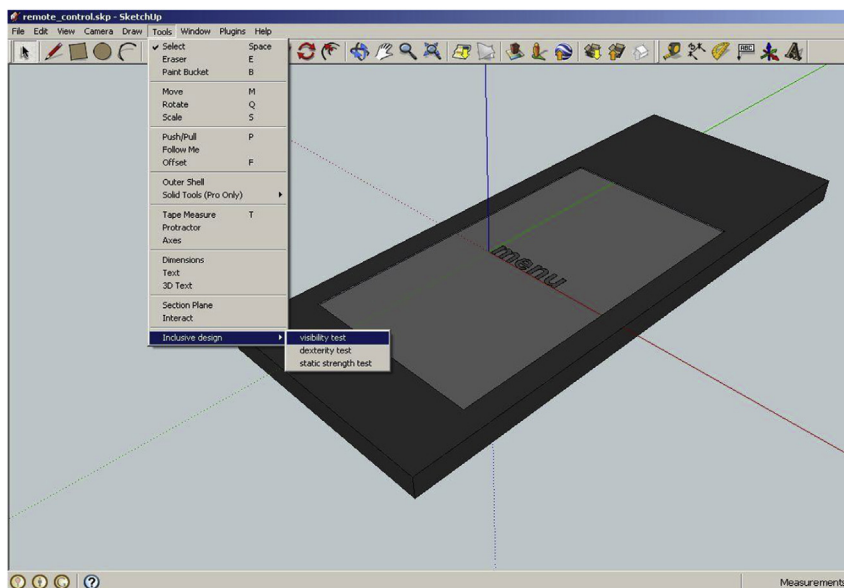 remote_control.skp - SketchUp
File Edit View Camera Draw Tools Window Plugins Help
Select Space
Eraser E
Paint Bucket B
Move M
Rotate Q
Scale S
Push/Pull P
Follow Me
Offset F
Outer Shell
Solid Tools (Pro Only)
Tape Measure T
Protractor
Axes
Dimensions
Text
3D Text
Section Plane
Interact
Inclusive design
visibility test
dexterity test
static strength test
menu
Measurements